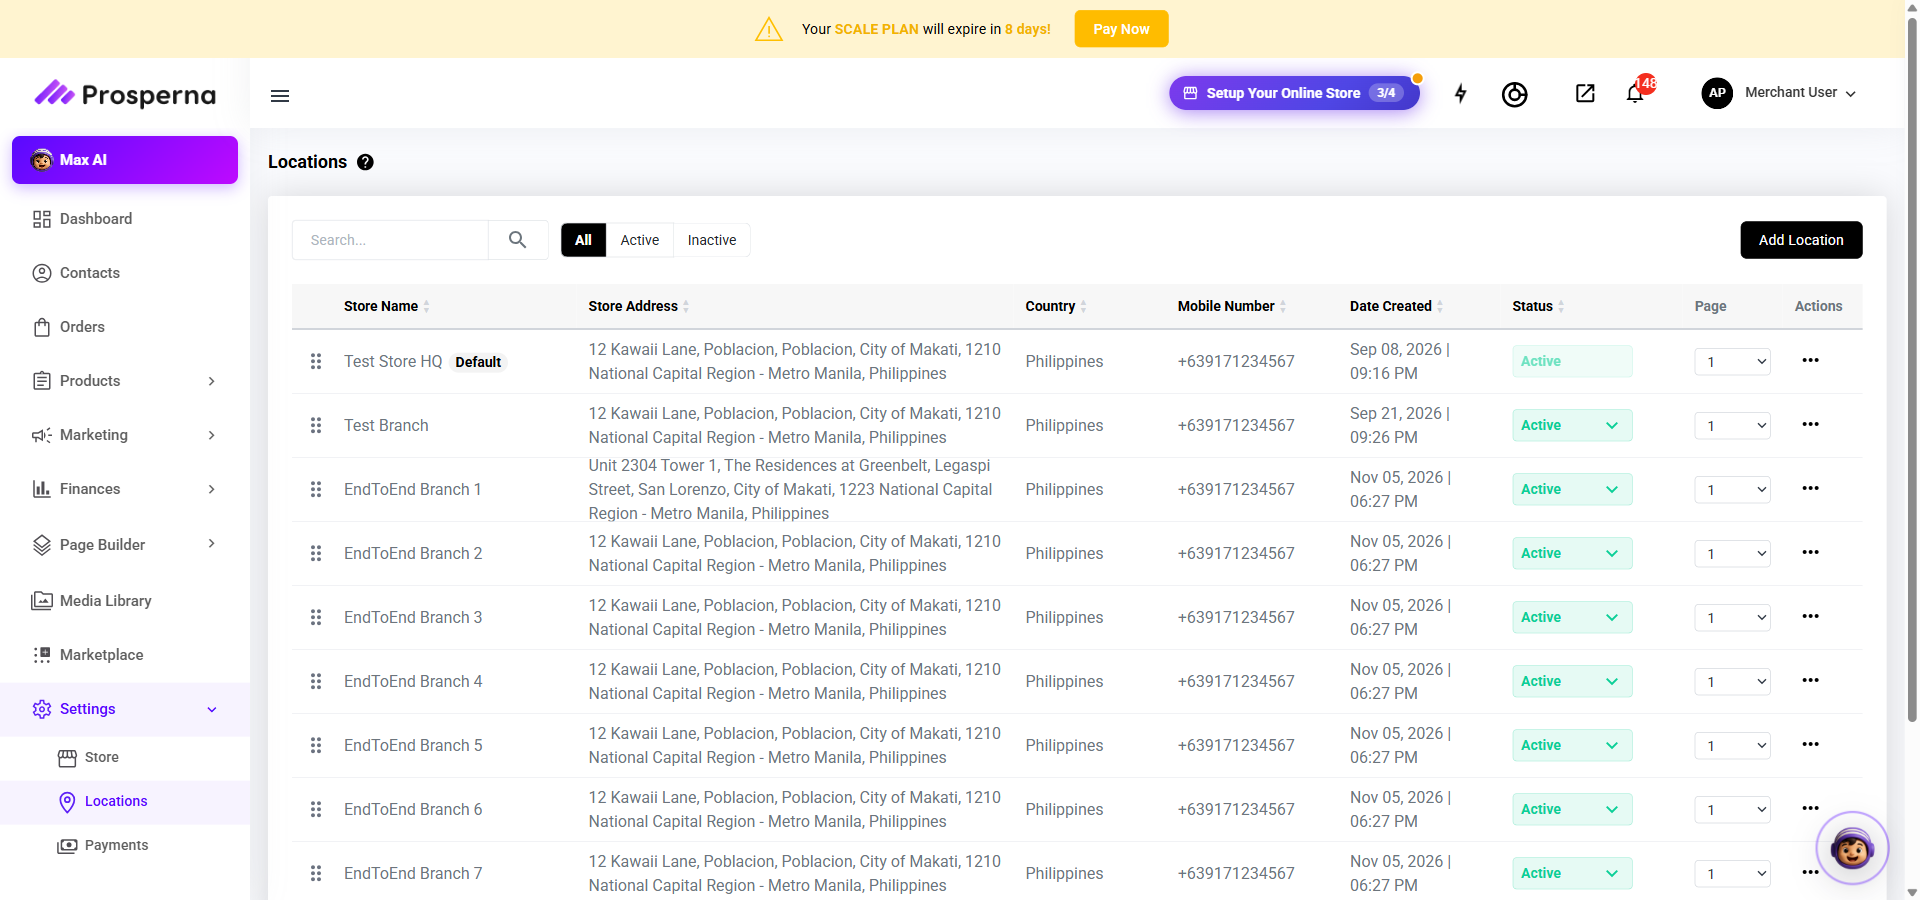 Your SCALE PLAN will expire in 8 days!
Pay Now
Prosperna
Setup Your Online Store 3/4
148
AP
Merchant User
Max AI
Dashboard
Contacts
Orders
Products
Marketing
Finances
Page Builder
Media Library
Marketplace
Settings
Store
Locations
Payments
Locations
Search...
All
Active
Inactive
Add Location
Store Name Store Address Country Mobile Number Date Created Status Page Actions
Test Store HQ Default
12 Kawaii Lane, Poblacion, Poblacion, City of Makati, 1210
National Capital Region - Metro Manila, Philippines
Philippines
+639171234567
Sep 08, 2026 |
09:16 PM
Active
1
Test Branch
12 Kawaii Lane, Poblacion, Poblacion, City of Makati, 1210
National Capital Region - Metro Manila, Philippines
Philippines
+639171234567
Sep 21, 2026 |
09:26 PM
Active
1
EndToEnd Branch 1
Unit 2304 Tower 1, The Residences at Greenbelt, Legaspi
Street, San Lorenzo, City of Makati, 1223 National Capital
Region - Metro Manila, Philippines
Philippines
+639171234567
Nov 05, 2026 |
06:27 PM
Active
1
EndToEnd Branch 2
12 Kawaii Lane, Poblacion, Poblacion, City of Makati, 1210
National Capital Region - Metro Manila, Philippines
Philippines
+639171234567
Nov 05, 2026 |
06:27 PM
Active
1
EndToEnd Branch 3
12 Kawaii Lane, Poblacion, Poblacion, City of Makati, 1210
National Capital Region - Metro Manila, Philippines
Philippines
+639171234567
Nov 05, 2026 |
06:27 PM
Active
1
EndToEnd Branch 4
12 Kawaii Lane, Poblacion, Poblacion, City of Makati, 1210
National Capital Region - Metro Manila, Philippines
Philippines
+639171234567
Nov 05, 2026 |
06:27 PM
Active
1
EndToEnd Branch 5
12 Kawaii Lane, Poblacion, Poblacion, City of Makati, 1210
National Capital Region - Metro Manila, Philippines
Philippines
+639171234567
Nov 05, 2026 |
06:27 PM
Active
1
EndToEnd Branch 6
12 Kawaii Lane, Poblacion, Poblacion, City of Makati, 1210
National Capital Region - Metro Manila, Philippines
Philippines
+639171234567
Nov 05, 2026 |
06:27 PM
Active
1
EndToEnd Branch 7
12 Kawaii Lane, Poblacion, Poblacion, City of Makati, 1210
National Capital Region - Metro Manila, Philippines
Philippines
+639171234567
Nov 05, 2026 |
06:27 PM
Active
1